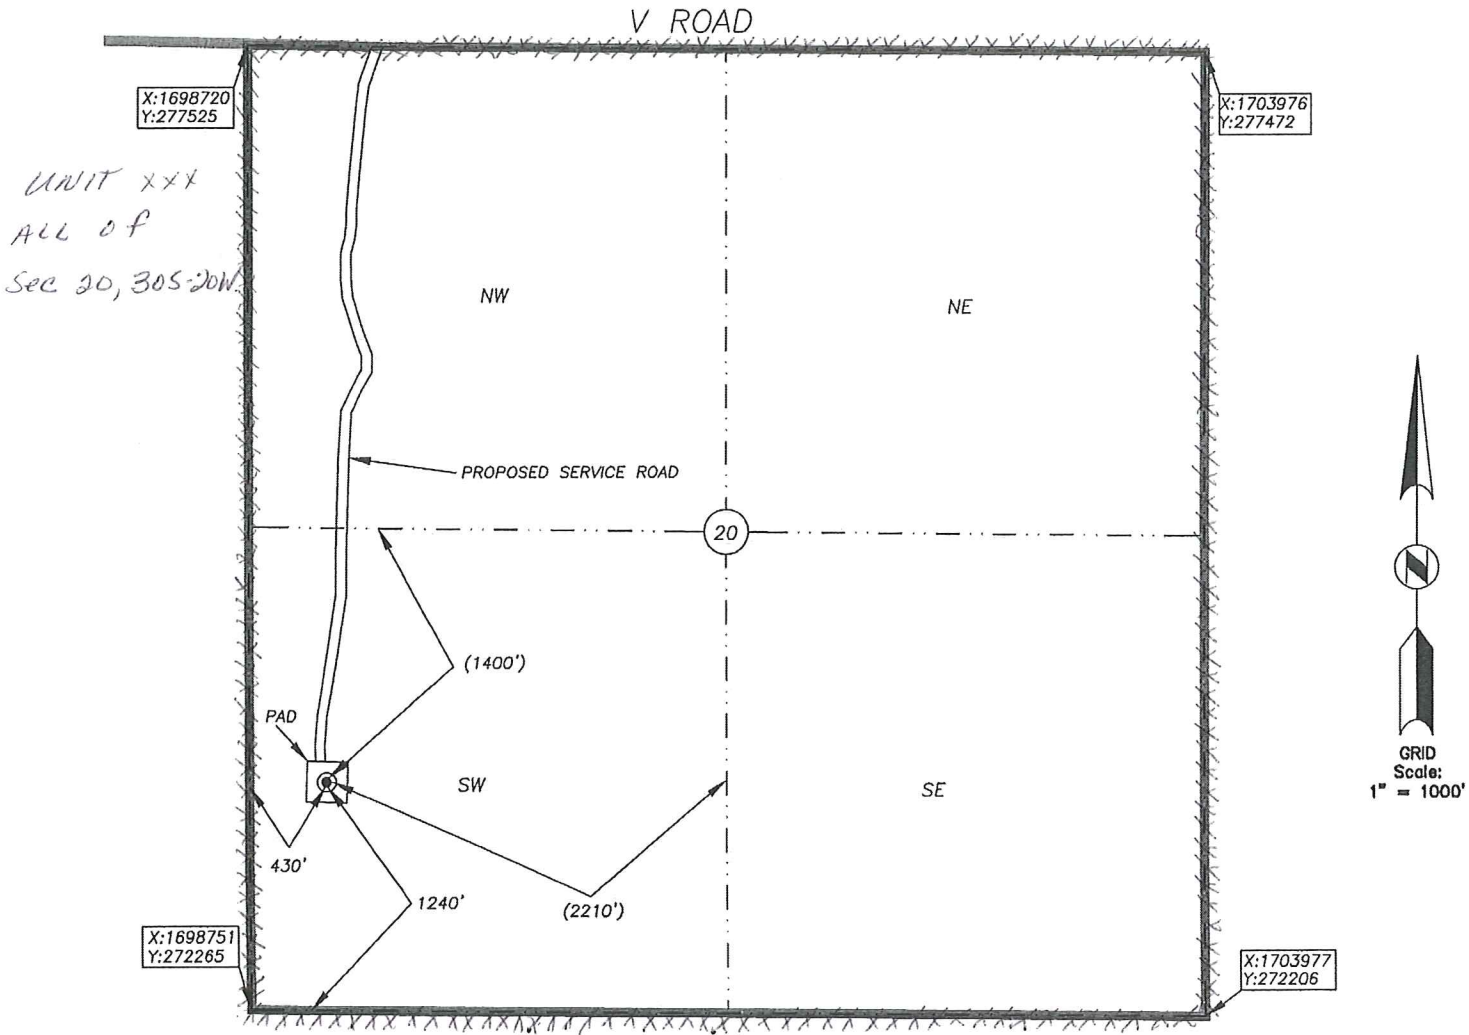 V ROAD
X:1698720
Y:277525
X:1703976
Y:277472
UNIT XXX
ALL of
Sec 20, 30S-20W
NW
NE
PROPOSED SERVICE ROAD
20
(1400')
PAD
SW
SE
N
GRID
Scale:
1" = 1000'
430'
1240'
(2210')
X:1698751
Y:272265
X:1703977
Y:272206